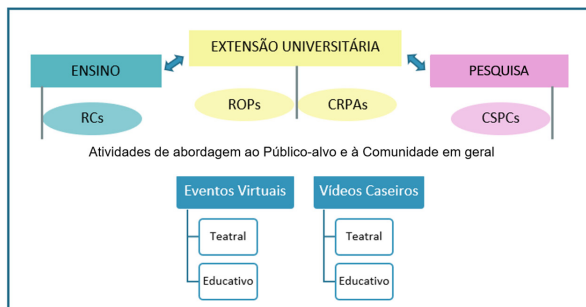 EXTENSÃO UNIVERSITÁRIA
ENSINO
PESQUISA
RCs
ROPs
CRPAs
CSPCs
Atividades de abordagem ao Público-alvo e à Comunidade em geral
Eventos Virtuais
Vídeos Caseiros
Teatral
Teatral
Educativo
Educativo